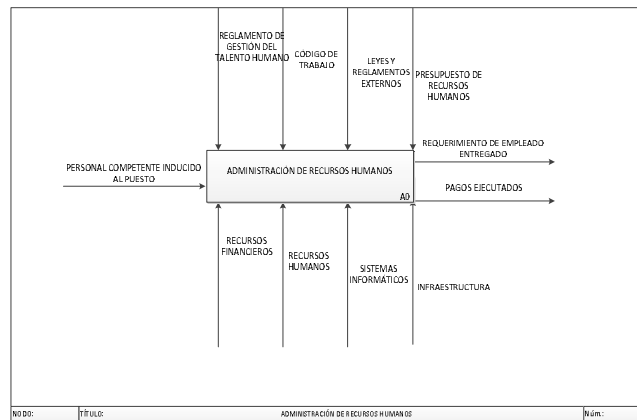 REGLAMENTO DE
GESTIÓN DEL
TALENTO HUMANO
CÓDIGO DE
TRABAJO
LEYES Y
REGLAMENTOS
EXTERNOS
PRESUPUESTO DE
RECURSOS
HUMANOS
PERSONAL COMPETENTE INDUCIDO
AL PUESTO
ADMINISTRACIÓN DE RECURSOS HUMANOS
A0
REQUERIMIENTO DE EMPLEADO
ENTREGADO
PAGOS EJECUTADOS
RECURSOS
FINANCIEROS
RECURSOS
HUMANOS
SISTEMAS
INFORMÁTICOS
INFRAESTRUCTURA
NODO:
TÍTULO:
ADMINISTRACIÓN DE RECURSOS HUMANOS
Núm.: